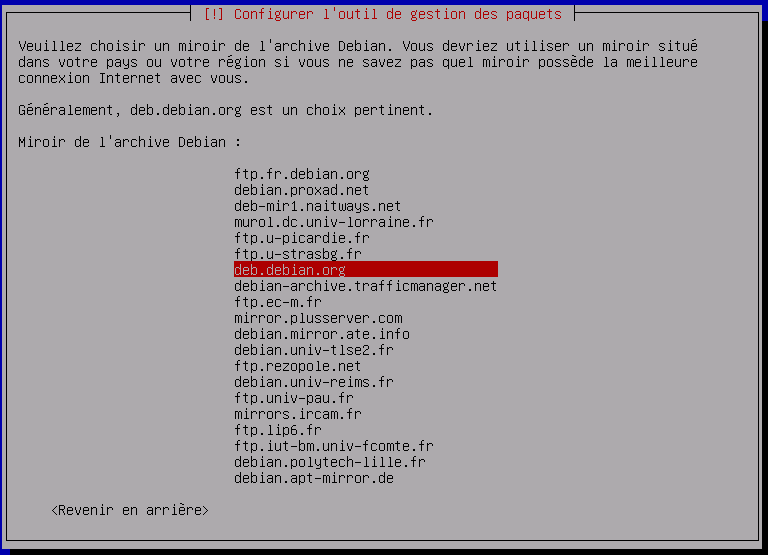 [!] Configurer l'outil de gestion des paquets
Veuillez choisir un miroir de l'archive Debian. Vous devriez utiliser un miroir situé
dans votre pays ou votre région si vous ne savez pas quel miroir possède la meilleure
connexion Internet avec vous.
Généralement, deb.debian.org est un choix pertinent.
Miroir de l'archive Debian :
ftp.fr.debian.org
debian.proxad.net
deb-mir1.naitways.net
murol.dc.univ-lorraine.fr
ftp.u-picardie.fr
ftp.u-strasbg.fr
deb.debian.org
debian-archive.trafficmanager.net
ftp.ec-m.fr
mirror.plusserver.com
debian.mirror.ate.info
debian.univ-tlse2.fr
ftp.rezopole.net
debian.univ-reims.fr
ftp.univ-pau.fr
mirrors.ircam.fr
ftp.lip6.fr
ftp.iut-bm.univ-fcomte.fr
debian.polytech-lille.fr
debian.apt-mirror.de
<Revenir en arrière>